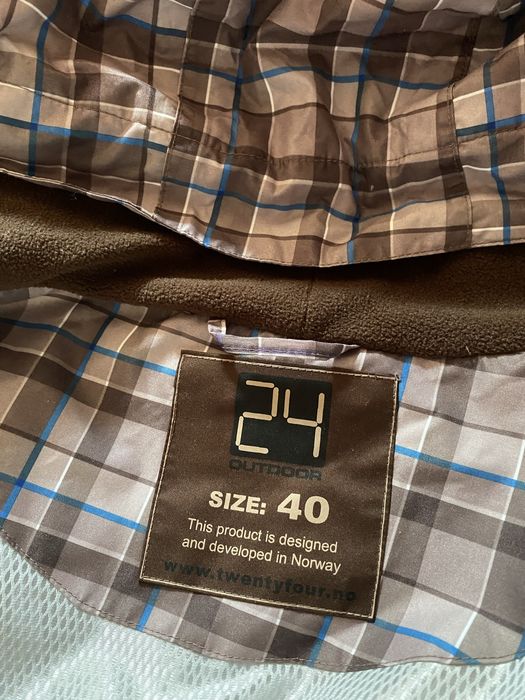 24
OUTDOOR
SIZE: 40
This product is designed
and developed in Norway
www.twentyfour.no